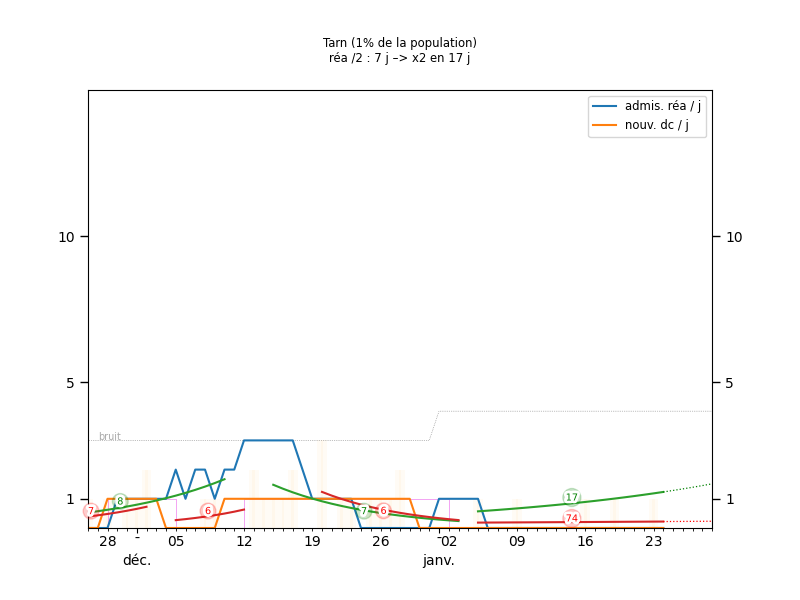 Tarn (1% de la population)
réa /2 : 7 j –> x2 en 17 j
admis. réa / j
nouv. dc / j
10 10
5 5
bruit
1 1
7 8 6 7 6 17 74
28 - 05 12 19 26 - 02 09 16 23
déc. janv.